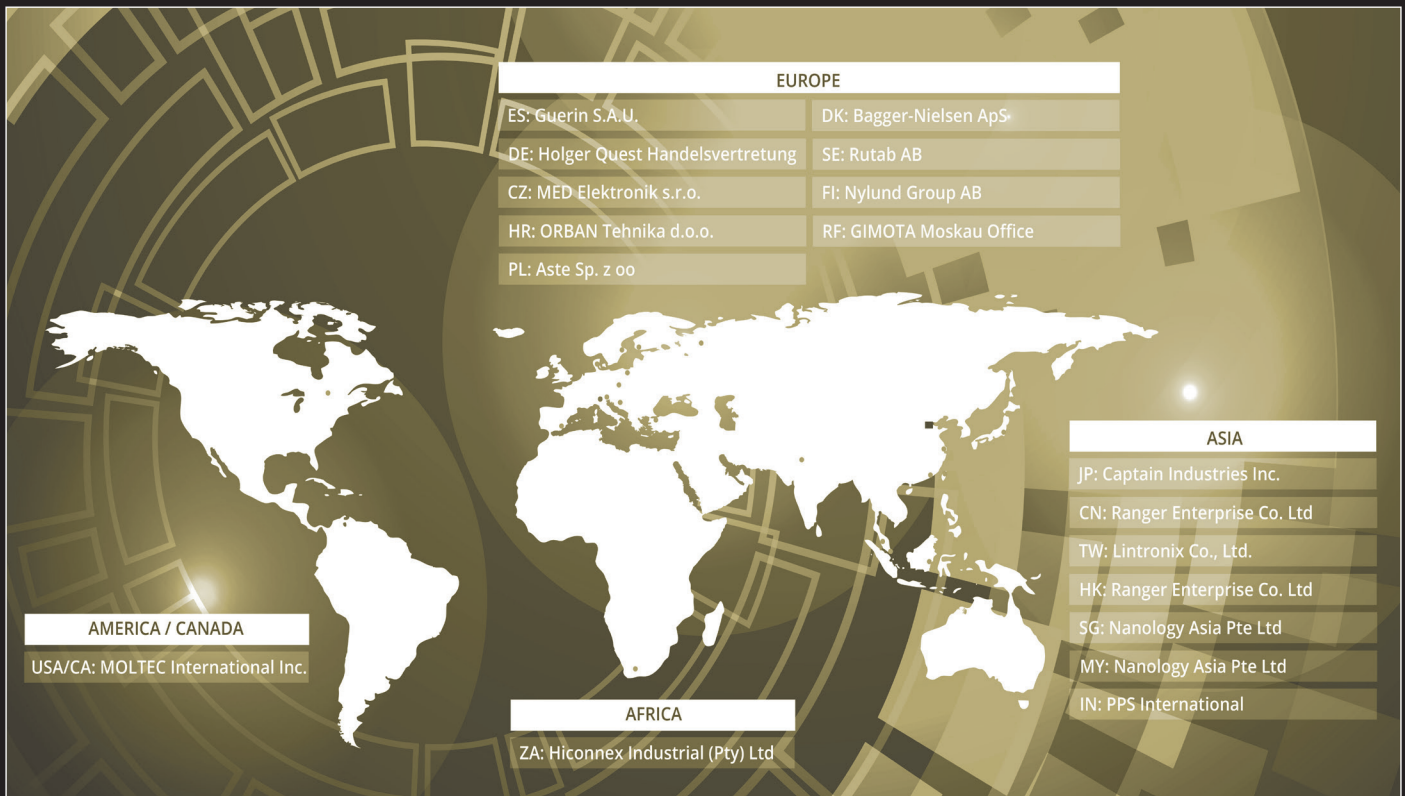 EUROPE
ES: Guerin S.A.U.
DE: Holger Quest Handelsvertretung
CZ: MED Elektronik s.r.o.
HR: ORBAN Tehnika d.o.o.
PL: Aste Sp. z oo
DK: Bagger-Nielsen ApS
SE: Rutab AB
FI: Nylund Group AB
RF: GIMOTA Moskau Office
ASIA
JP: Captain Industries Inc.
CN: Ranger Enterprise Co. Ltd
TW: Lintronix Co., Ltd.
HK: Ranger Enterprise Co. Ltd
SG: Nanology Asia Pte Ltd
MY: Nanology Asia Pte Ltd
IN: PPS International
AMERICA / CANADA
USA/CA: MOLTEC International Inc.
AFRICA
ZA: Hiconnex Industrial (Pty) Ltd